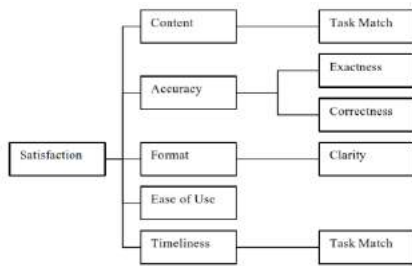 Content
Task Match
Exactness
Accuracy
Correctness
Satisfaction
Format
Clarity
Ease of Use
Timeliness
Task Match